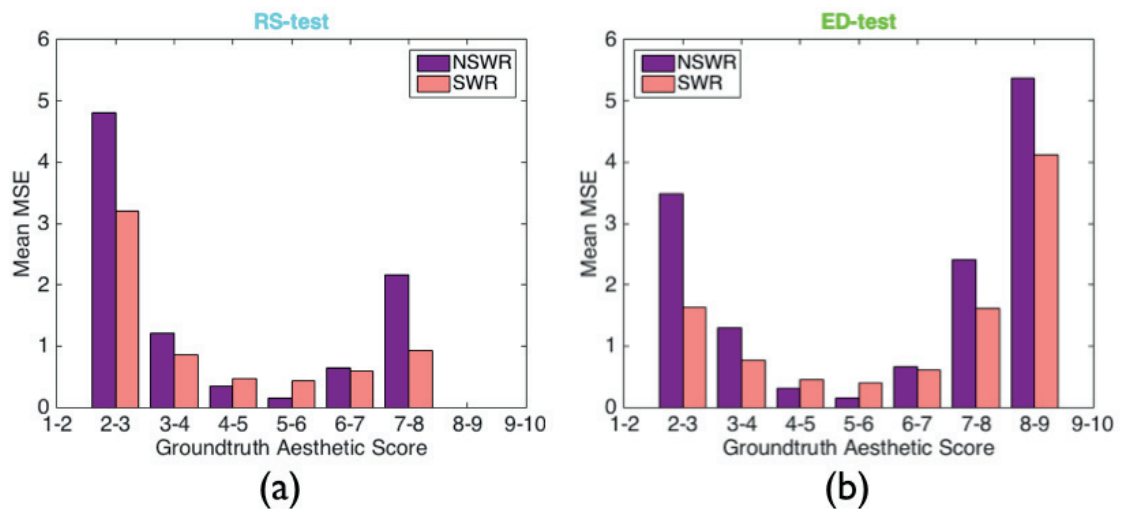 RS-test
6
5
4
3
2
1
0
Mean MSE
NSWR
SWR
1-2 2-3 3-4 4-5 5-6 6-7 7-8 8-9 9-10
Groundtruth Aesthetic Score
(a)
ED-test
6
5
4
3
2
1
0
Mean MSE
NSWR
SWR
1-2 2-3 3-4 4-5 5-6 6-7 7-8 8-9 9-10
Groundtruth Aesthetic Score
(b)